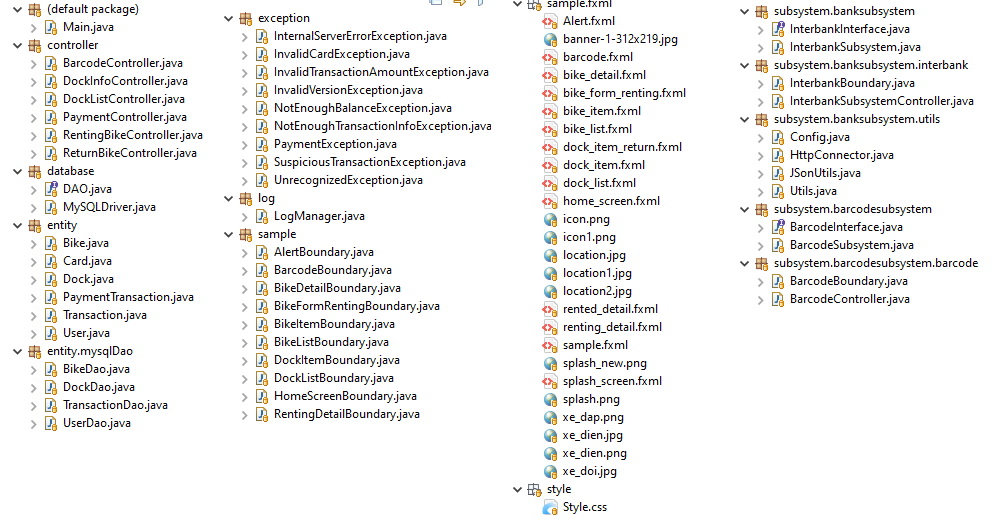 (default package)
Main.java
controller
BarcodeController.java
DockInfoController.java
DockListController.java
PaymentController.java
RentingBikeController.java
ReturnBikeController.java
database
DAO.java
MySQLDriver.java
entity
Bike.java
Card.java
Dock.java
PaymentTransaction.java
Transaction.java
User.java
entity.mysqlDao
BikeDao.java
DockDao.java
TransactionDao.java
UserDao.java
exception
InternalServerErrorException.java
InvalidCardException.java
InvalidTransactionAmountException.java
InvalidVersionException.java
NotEnoughBalanceException.java
NotEnoughTransactionInfoException.java
PaymentException.java
SuspiciousTransactionException.java
UnrecognizedException.java
log
LogManager.java
sample
AlertBoundary.java
BarcodeBoundary.java
BikeDetailBoundary.java
BikeFormRentingBoundary.java
BikeItemBoundary.java
BikeListBoundary.java
DockItemBoundary.java
DockListBoundary.java
HomeScreenBoundary.java
RentingDetailBoundary.java
sample.fxml
Alert.fxml
banner-1-312x219.jpg
barcode.fxml
bike_detail.fxml
bike_form_renting.fxml
bike_item.fxml
bike_list.fxml
dock_item_return.fxml
dock_item.fxml
dock_list.fxml
home_screen.fxml
icon.png
icon1.png
location.jpg
location1.jpg
location2.jpg
rented_detail.fxml
renting_detail.fxml
sample.fxml
splash_new.png
splash_screen.fxml
splash.png
xe_dap.png
xe_dien.jpg
xe_dien.png
xe_doi.jpg
style
Style.css
subsystem.banksubsystem
InterbankInterface.java
InterbankSubsystem.java
subsystem.banksubsystem.interbank
InterbankBoundary.java
InterbankSubsystemController.java
subsystem.banksubsystem.utils
Config.java
HttpConnector.java
JSonUtils.java
Utils.java
subsystem.barcodesubsystem
BarcodeInterface.java
BarcodeSubsystem.java
subsystem.barcodesubsystem.barcode
BarcodeBoundary.java
BarcodeController.java